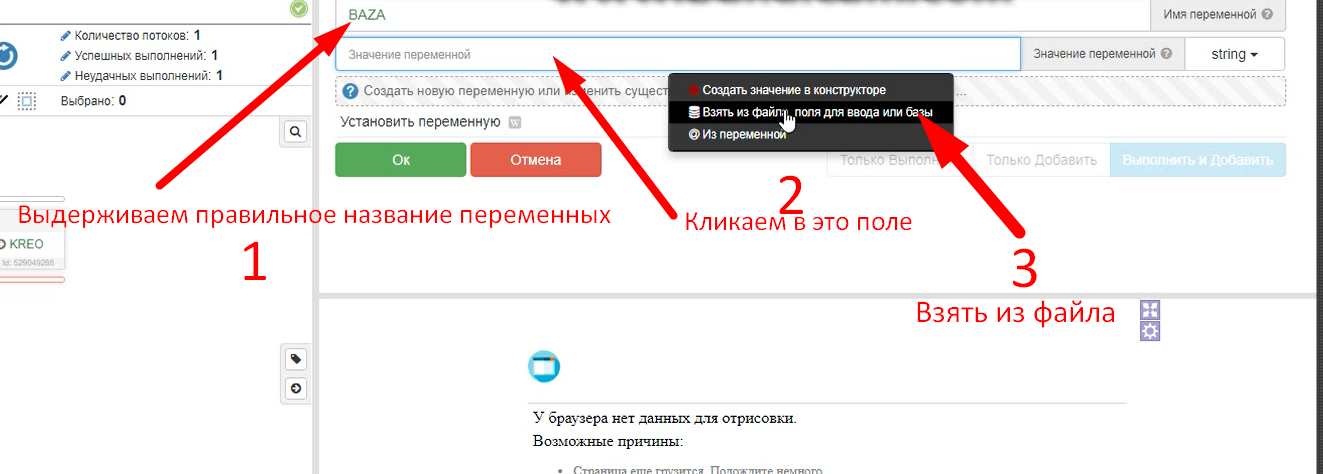 BAZA
Имя переменной
Количество потоков: 1
Успешных выполнений: 1
Неудачных выполнений: 1
Значение переменной
Значение переменной
string
Выбрано: 0
Создать новую переменную или изменить сущест
...
Создать значение в конструкторе
Взять из файла, поля для ввода или базы
Из переменной
Установить переменную
W
Ок
Отмена
Только Выполн
Только Добавить
Выполнить и Добавить
Выдерживаем правильное название переменных
1
2
Кликаем в это поле
3
Взять из файла
KREO
Id: 529049288
У браузера нет данных для отрисовки.
Возможные причины:
Страница еще грузится. Подождите немного.